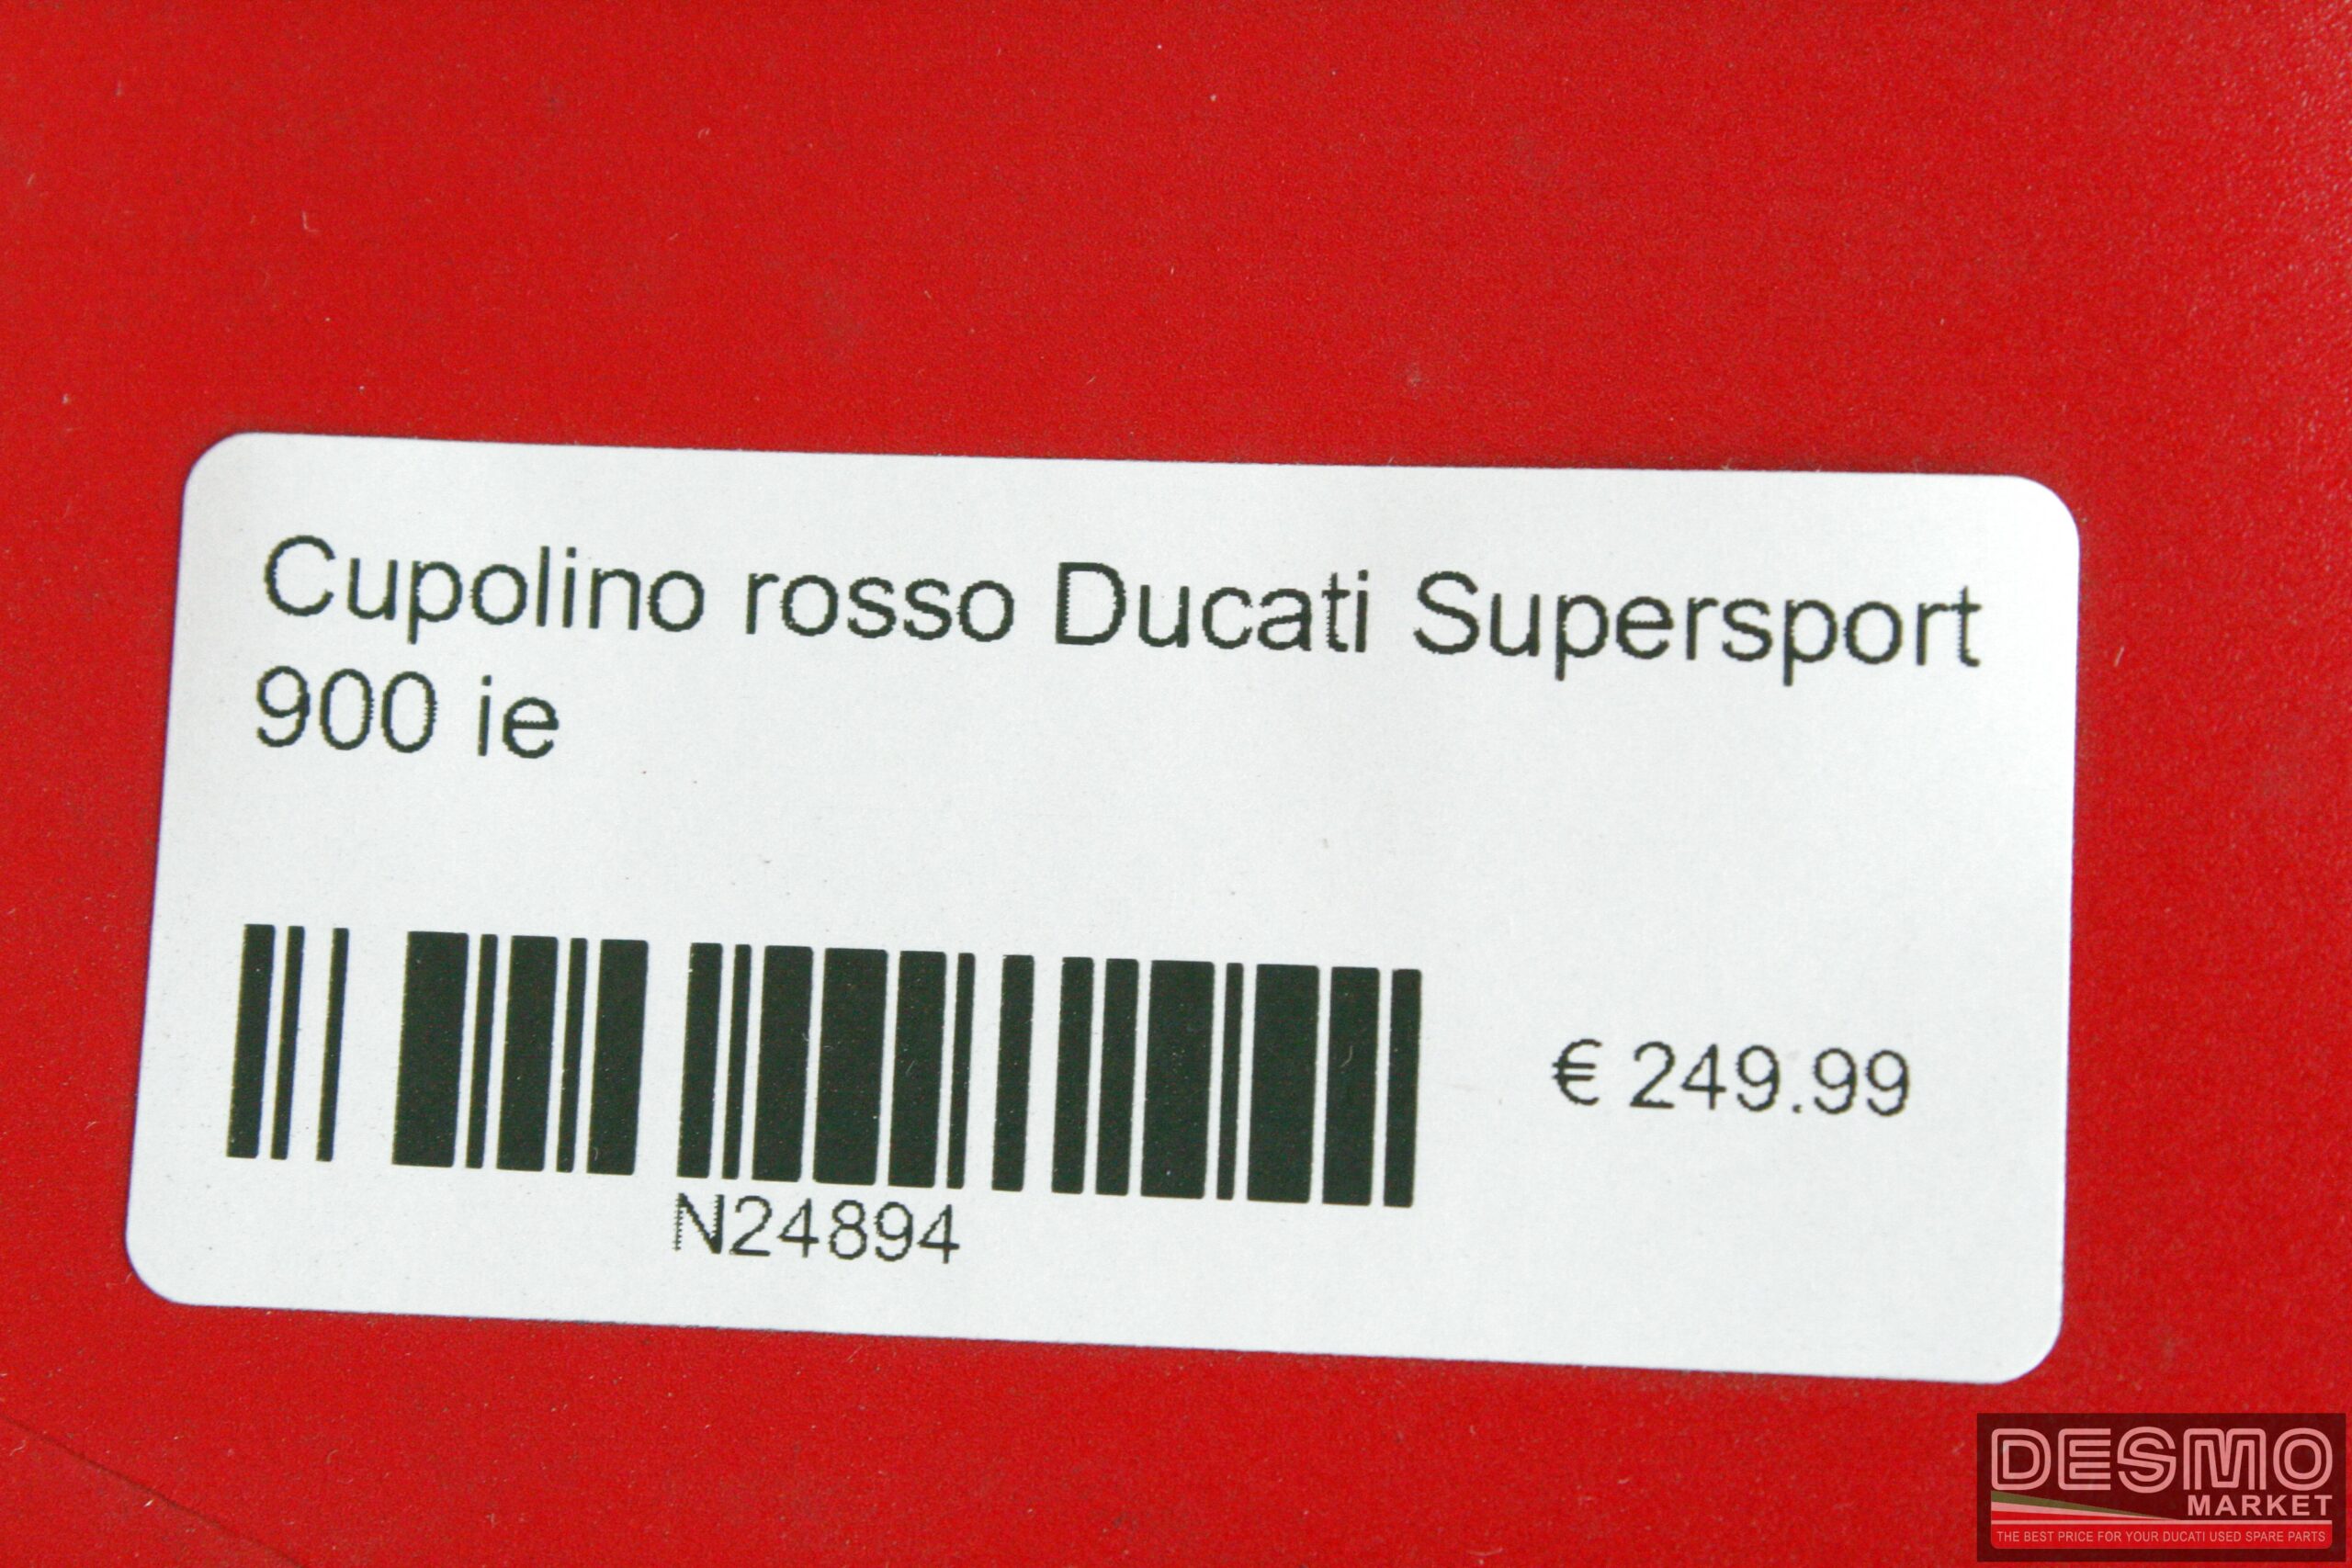 Cupolino rosso Ducati Supersport
900 ie
€ 249.99
N24894
DESMO
MARKET
THE BEST PRICE FOR YOUR DUCATI USED SPARE PARTS